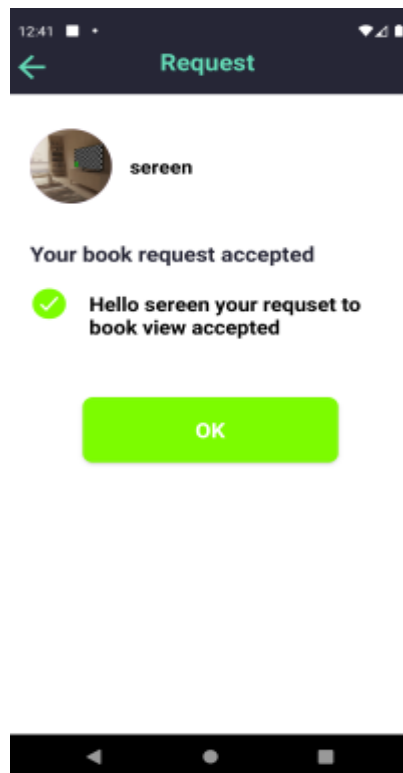 12:41
Request
sereen
Your book request accepted
Hello sereen your requset to
book view accepted
OK